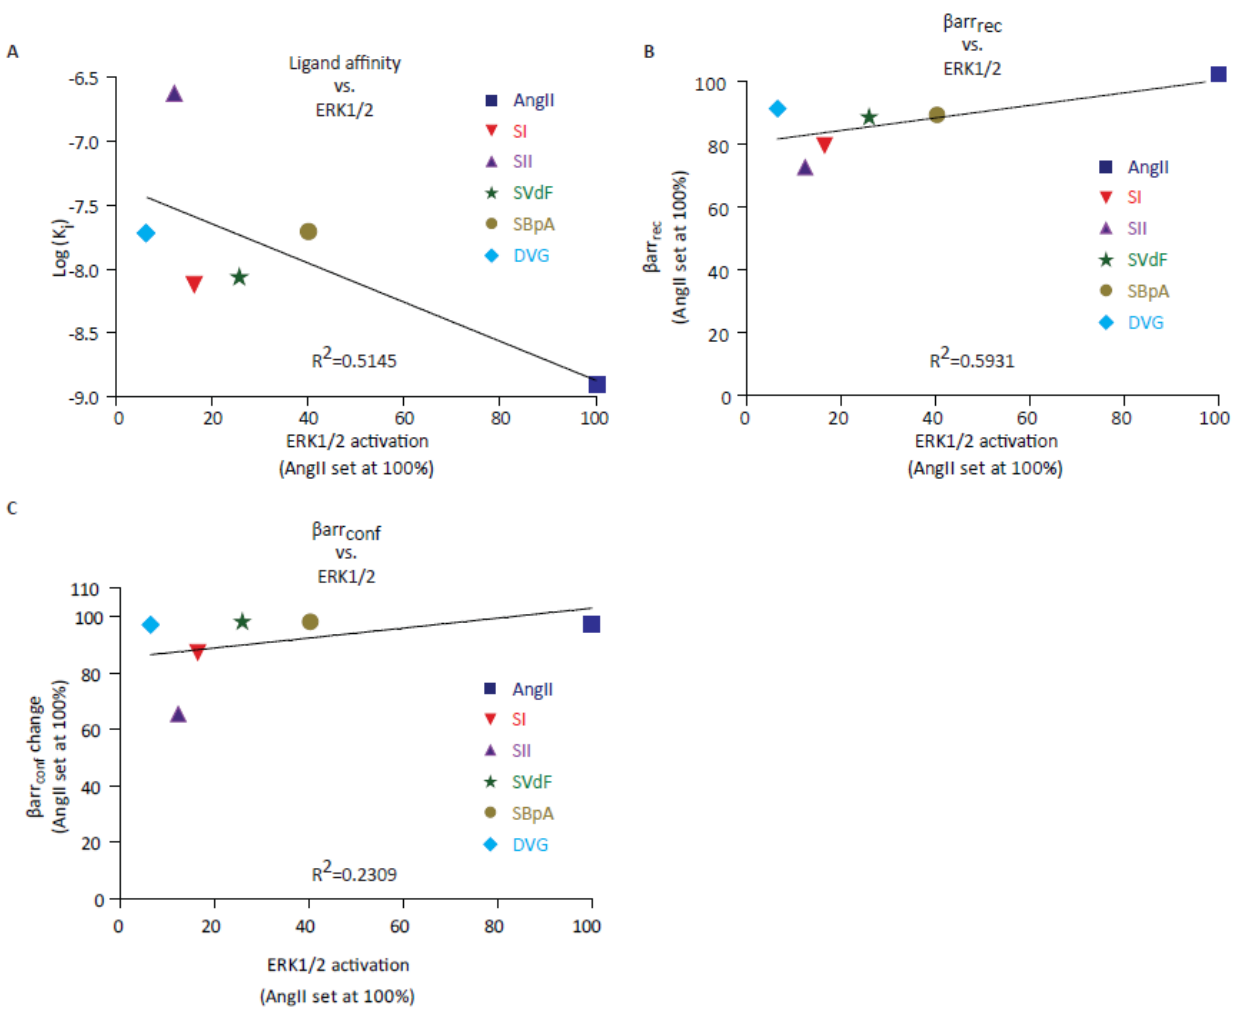 A
Ligand affinity
vs.
ERK1/2
-6.5
-7.0
-7.5
-8.0
-8.5
-9.0
Log (Ki)
AngII
SI
SII
SVdF
SBpA
DVG
R2=0.5145
0 20 40 60 80 100
ERK1/2 activation
(AngII set at 100%)
B
βarrrec
vs.
ERK1/2
100
80
60
40
20
0
βarrrec
(AngII set at 100%)
AngII
SI
SII
SVdF
SBpA
DVG
R2=0.5931
0 20 40 60 80 100
ERK1/2 activation
(AngII set at 100%)
C
βarrconf
vs.
ERK1/2
110
100
80
60
40
20
0
βarrconf change
(AngII set at 100%)
AngII
SI
SII
SVdF
SBpA
DVG
R2=0.2309
0 20 40 60 80 100
ERK1/2 activation
(AngII set at 100%)